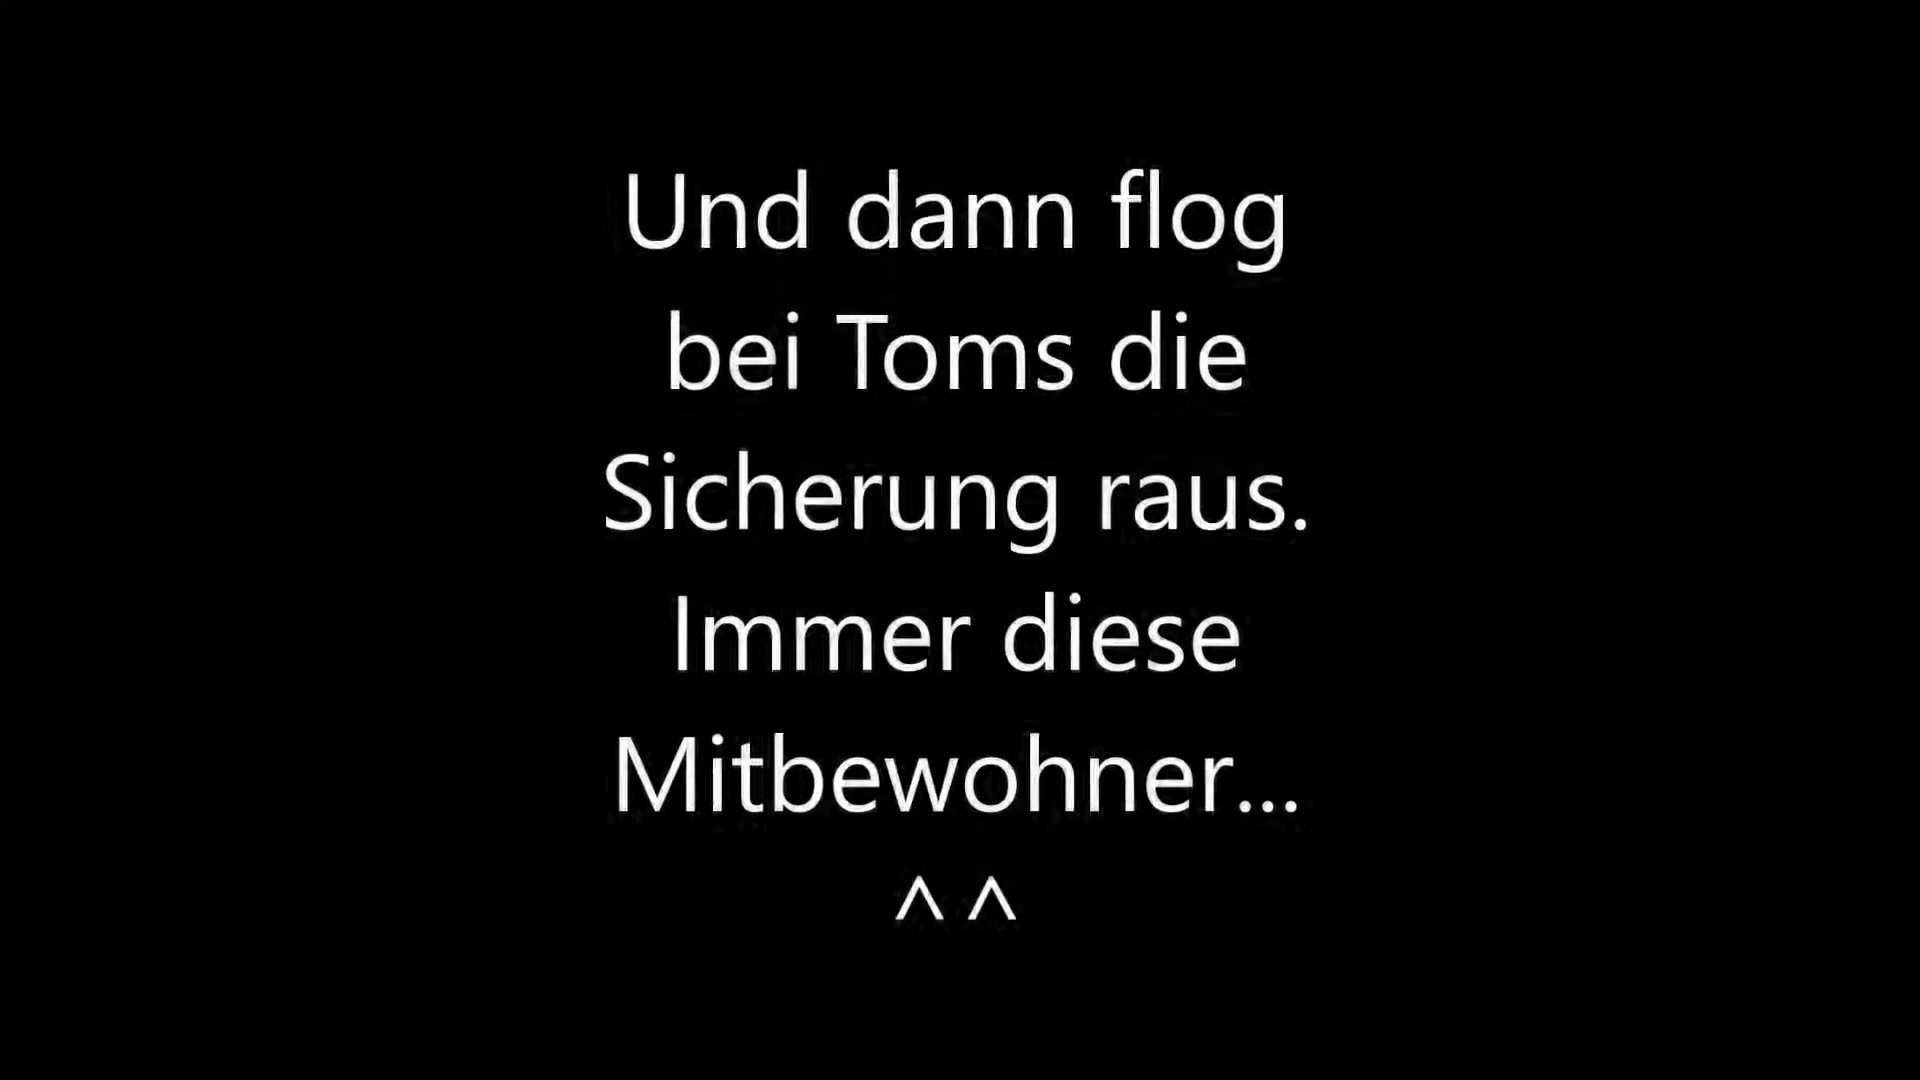 Und dann flog
bei Toms die
Sicherung raus.
Immer diese
Mitbewohner...
^^